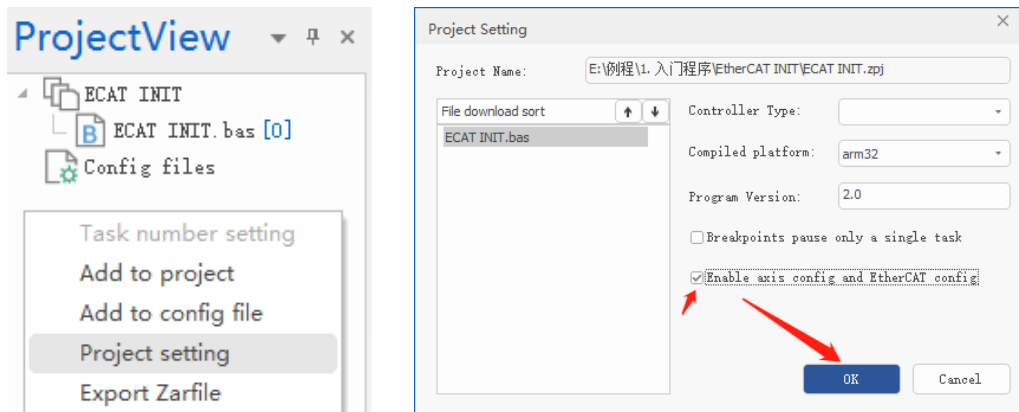 ProjectView
ECAT INIT
ECAT INIT.bas [0]
Config files
Task number setting
Add to project
Add to config file
Project setting
Export Zarfile
Project Setting
Project Name: E:\例程\1. 入门程序\EtherCAT INIT\ECAT INIT.zpj
File download sort
ECAT INIT.bas
Controller Type:
Compiled platform: arm32
Program Version: 2.0
Breakpoints pause only a single task
Enable axis config and EtherCAT config
OK Cancel